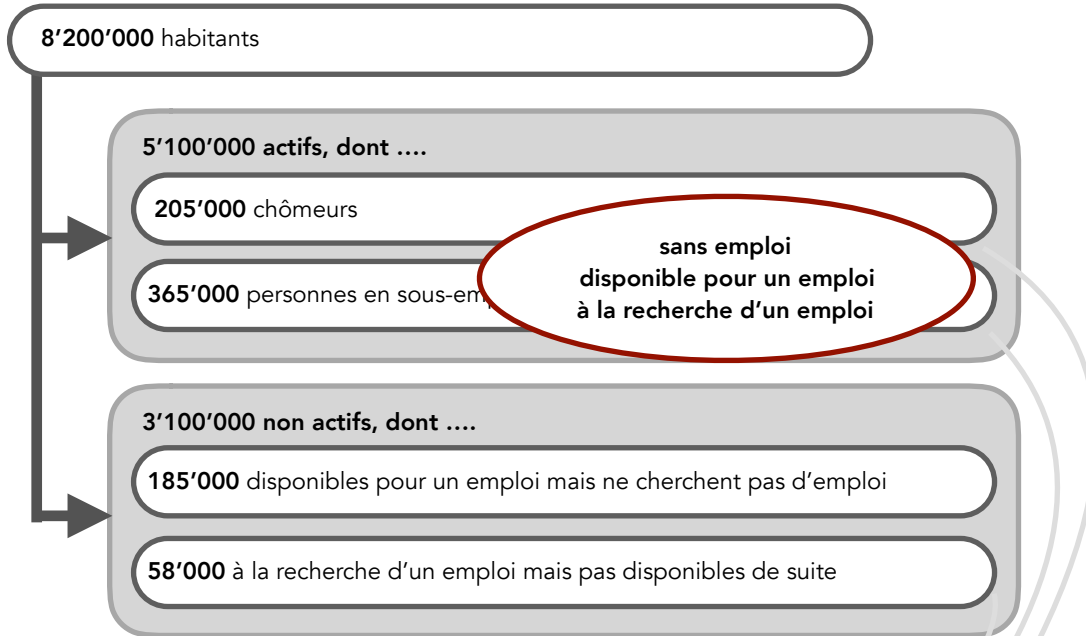 8’200’000 habitants
5’100’000 actifs, dont ….
205’000 chômeurs
365’000 personnes en sous-em
sans emploi
disponible pour un emploi
à la recherche d’un emploi
3’100’000 non actifs, dont ….
185’000 disponibles pour un emploi mais ne cherchent pas d’emploi
58’000 à la recherche d’un emploi mais pas disponibles de suite